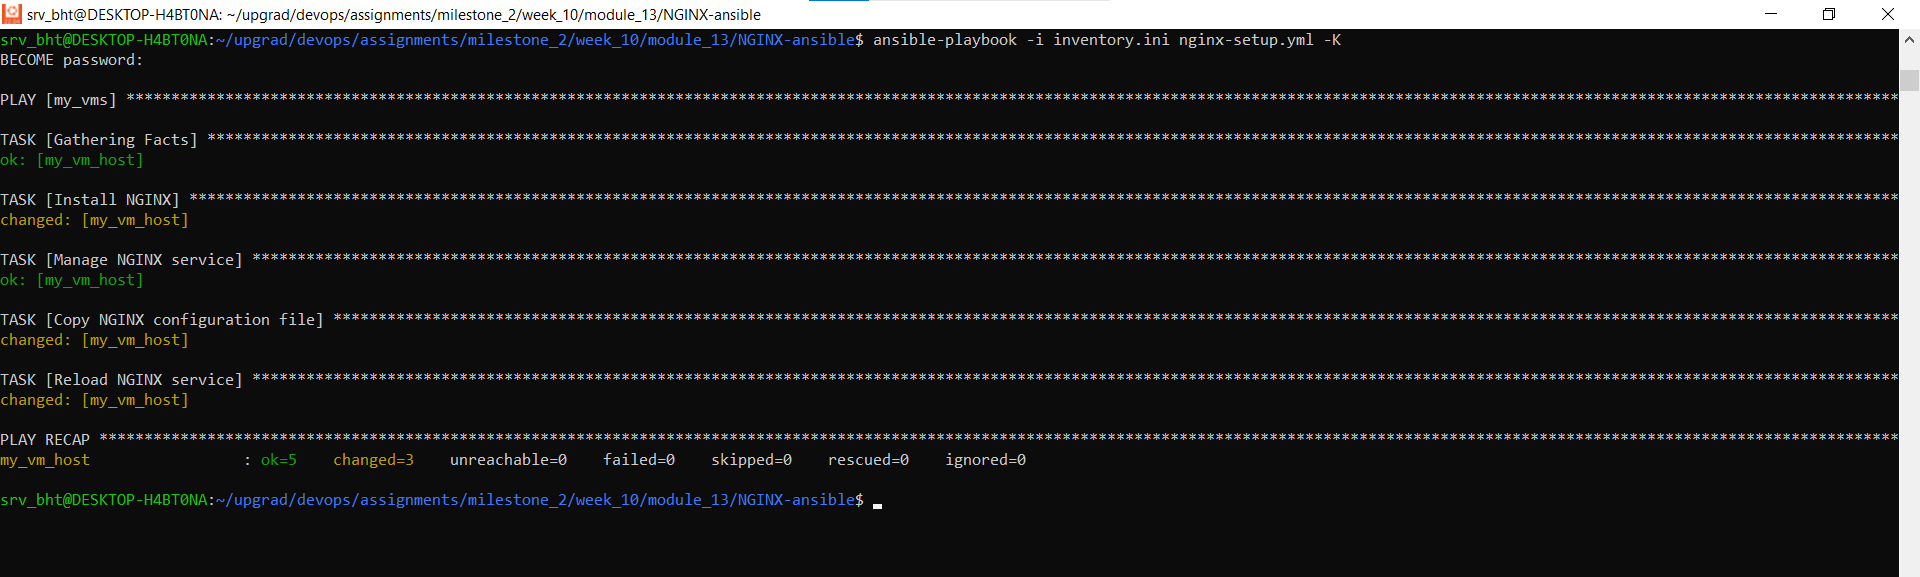 srv_bht@DESKTOP-H4BT0NA: ~/upgrad/devops/assignments/milestone_2/week_10/module_13/NGINX-ansible
srv_bht@DESKTOP-H4BT0NA:~/upgrad/devops/assignments/milestone_2/week_10/module_13/NGINX-ansible$ ansible-playbook -i inventory.ini nginx-setup.yml -K
BECOME password:
PLAY [my_vms] ****************************************************************************************************************************************************************************************************
TASK [Gathering Facts] *******************************************************************************************************************************************************************************************
ok: [my_vm_host]
TASK [Install NGINX] *********************************************************************************************************************************************************************************************
changed: [my_vm_host]
TASK [Manage NGINX service] **************************************************************************************************************************************************************************************
ok: [my_vm_host]
TASK [Copy NGINX configuration file] *****************************************************************************************************************************************************************************
changed: [my_vm_host]
TASK [Reload NGINX service] **************************************************************************************************************************************************************************************
changed: [my_vm_host]
PLAY RECAP *******************************************************************************************************************************************************************************************************
my_vm_host                 : ok=5    changed=3    unreachable=0    failed=0    skipped=0    rescued=0    ignored=0
srv_bht@DESKTOP-H4BT0NA:~/upgrad/devops/assignments/milestone_2/week_10/module_13/NGINX-ansible$